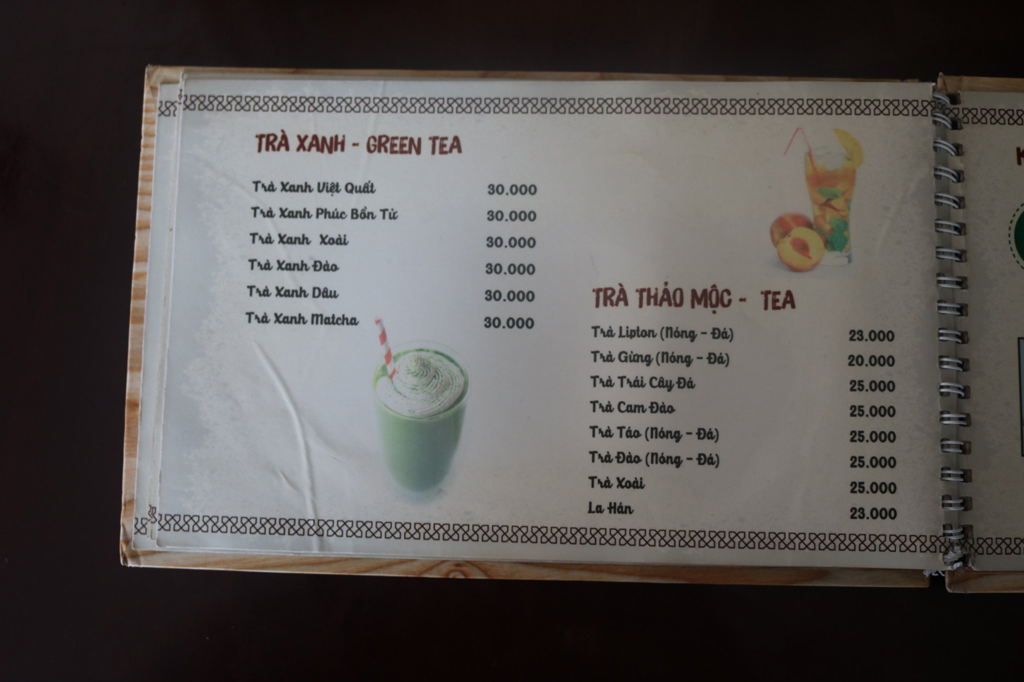 TRÀ XANH - GREEN TEA
Trà Xanh Việt Quất 30.000
Trà Xanh Phúc Bồn Tử 30.000
Trà Xanh Xoài 30.000
Trà Xanh Đào 30.000
Trà Xanh Dâu 30.000
Trà Xanh Matcha 30.000
TRÀ THẢO MỘC - TEA
Trà Lipton (Nóng - Đá) 23.000
Trà Gừng (Nóng - Đá) 20.000
Trà Trái Cây Đá 25.000
Trà Cam Đào 25.000
Trà Táo (Nóng - Đá) 25.000
Trà Đào (Nóng - Đá) 25.000
Trà Xoài 25.000
La Hán 23.000